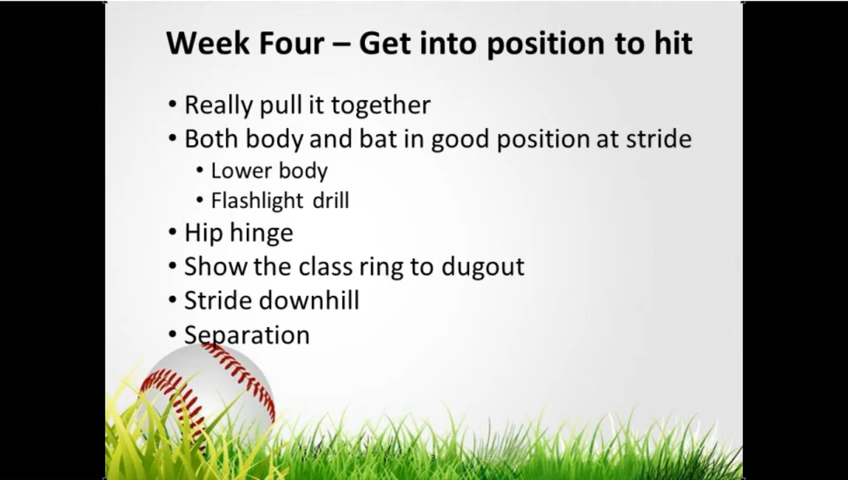 Week Four – Get into position to hit
• Really pull it together
• Both body and bat in good position at stride
• Lower body
• Flashlight drill
• Hip hinge
• Show the class ring to dugout
• Stride downhill
• Separation